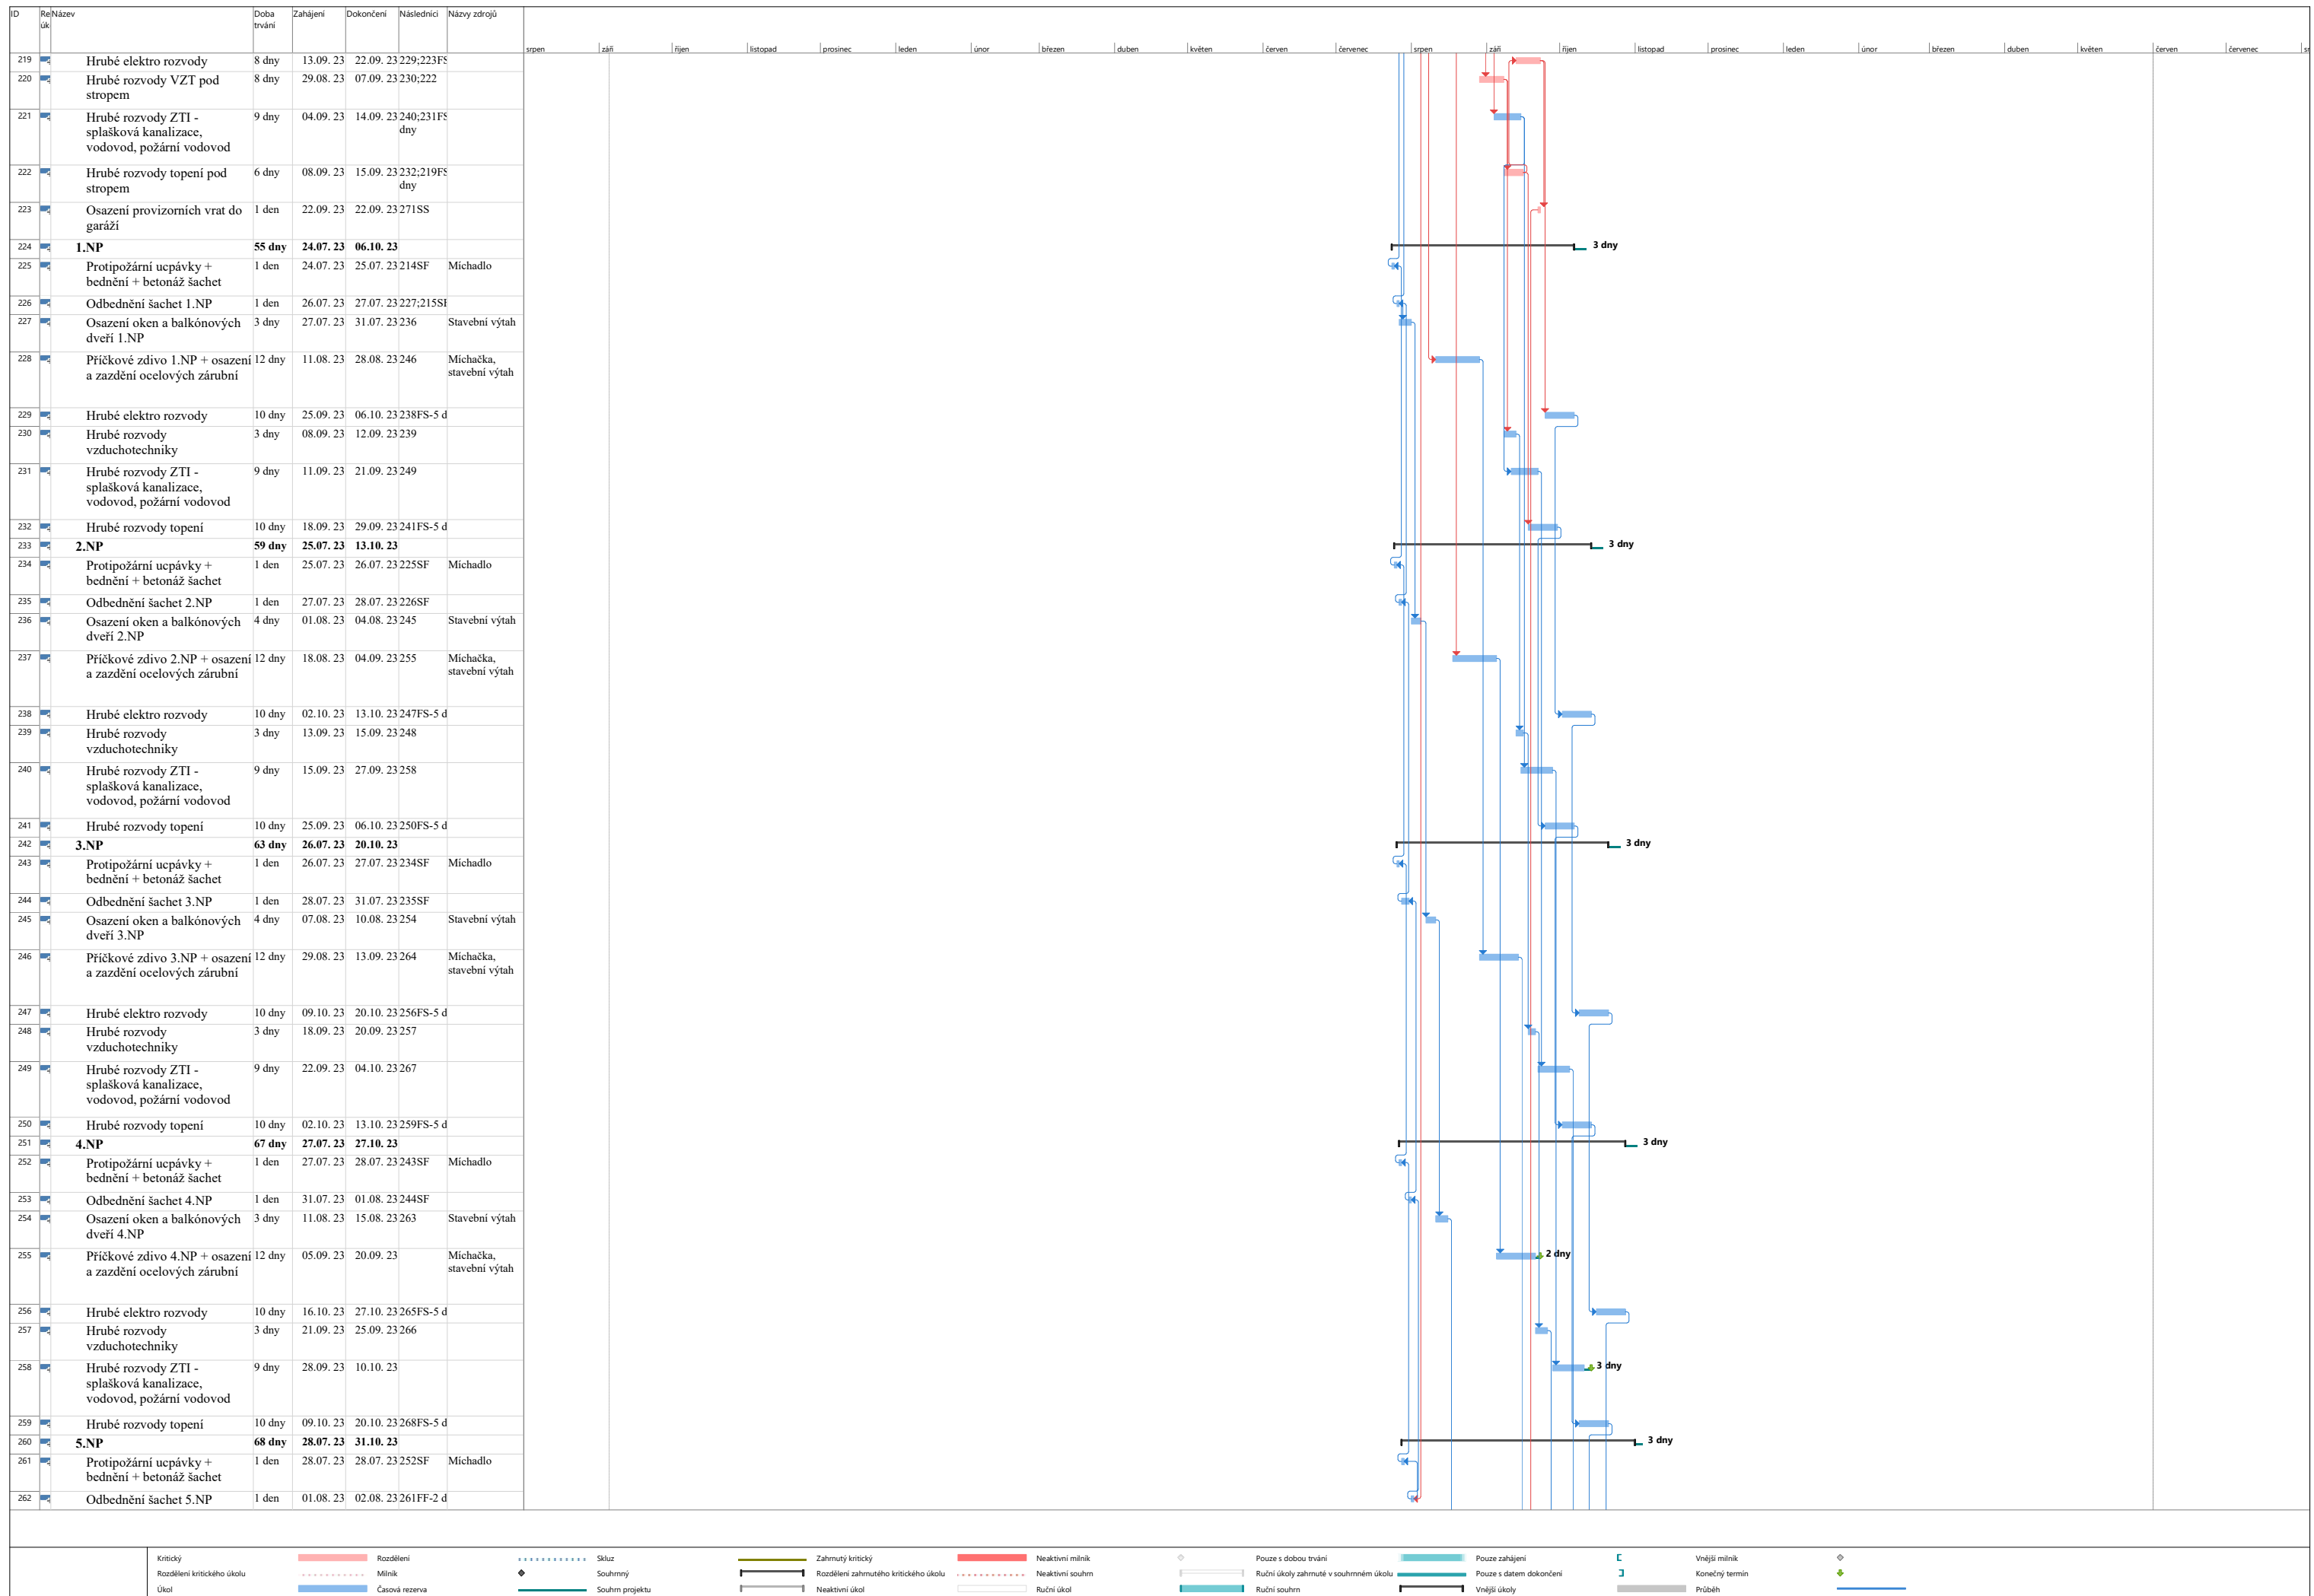 ID Re Název Doba Zahájení Dokončení Následníci Názvy zdrojů
úk trvání
srpen září říjen listopad prosinec leden únor březen duben květen červen červenec srpen září říjen listopad prosinec leden únor březen duben květen červen červenec
219 Hrubé elektro rozvody 8 dny 13.09. 23 22.09. 23 229;223FS
220 Hrubé rozvody VZT pod 8 dny 29.08. 23 07.09. 23 230;222
stropem
221 Hrubé rozvody ZTI - 9 dny 04.09. 23 14.09. 23 240;231FS
splašková kanalizace, dny
vodovod, požární vodovod
222 Hrubé rozvody topení pod 6 dny 08.09. 23 15.09. 23 232;219FS
stropem dny
223 Osazení provizorních vrat do 1 den 22.09. 23 22.09. 23 271SS
garáží
224 1.NP 55 dny 24.07. 23 06.10. 23 3 dny
225 Protipožární ucpávky + 1 den 24.07. 23 25.07. 23 214SF Míchadlo
bednění + betonáž šachet
226 Odbednění šachet 1.NP 1 den 26.07. 23 27.07. 23 227;215SF
227 Osazení oken a balkónových 3 dny 27.07. 23 31.07. 23 236 Stavební výtah
dveří 1.NP
228 Příčkové zdivo 1.NP + osazení 12 dny 11.08. 23 28.08. 23 246 Míchačka,
a zazdění ocelových zárubní stavební výtah
229 Hrubé elektro rozvody 10 dny 25.09. 23 06.10. 23 238FS-5 d
230 Hrubé rozvody 3 dny 08.09. 23 12.09. 23 239
vzduchotechniky
231 Hrubé rozvody ZTI - 9 dny 11.09. 23 21.09. 23 249
splašková kanalizace,
vodovod, požární vodovod
232 Hrubé rozvody topení 10 dny 18.09. 23 29.09. 23 241FS-5 d
233 2.NP 59 dny 25.07. 23 13.10. 23 3 dny
234 Protipožární ucpávky + 1 den 25.07. 23 26.07. 23 225SF Míchadlo
bednění + betonáž šachet
235 Odbednění šachet 2.NP 1 den 27.07. 23 28.07. 23 226SF
236 Osazení oken a balkónových 4 dny 01.08. 23 04.08. 23 245 Stavební výtah
dveří 2.NP
237 Příčkové zdivo 2.NP + osazení 12 dny 18.08. 23 04.09. 23 255 Míchačka,
a zazdění ocelových zárubní stavební výtah
238 Hrubé elektro rozvody 10 dny 02.10. 23 13.10. 23 247FS-5 d
239 Hrubé rozvody 3 dny 13.09. 23 15.09. 23 248
vzduchotechniky
240 Hrubé rozvody ZTI - 9 dny 15.09. 23 27.09. 23 258
splašková kanalizace,
vodovod, požární vodovod
241 Hrubé rozvody topení 10 dny 25.09. 23 06.10. 23 250FS-5 d
242 3.NP 63 dny 26.07. 23 20.10. 23 3 dny
243 Protipožární ucpávky + 1 den 26.07. 23 27.07. 23 234SF Míchadlo
bednění + betonáž šachet
244 Odbednění šachet 3.NP 1 den 28.07. 23 31.07. 23 235SF
245 Osazení oken a balkónových 4 dny 07.08. 23 10.08. 23 254 Stavební výtah
dveří 3.NP
246 Příčkové zdivo 3.NP + osazení 12 dny 29.08. 23 13.09. 23 264 Míchačka,
a zazdění ocelových zárubní stavební výtah
247 Hrubé elektro rozvody 10 dny 09.10. 23 20.10. 23 256FS-5 d
248 Hrubé rozvody 3 dny 18.09. 23 20.09. 23 257
vzduchotechniky
249 Hrubé rozvody ZTI - 9 dny 22.09. 23 04.10. 23 267
splašková kanalizace,
vodovod, požární vodovod
250 Hrubé rozvody topení 10 dny 02.10. 23 13.10. 23 259FS-5 d
251 4.NP 67 dny 27.07. 23 27.10. 23 3 dny
252 Protipožární ucpávky + 1 den 27.07. 23 28.07. 23 243SF Míchadlo
bednění + betonáž šachet
253 Odbednění šachet 4.NP 1 den 31.07. 23 01.08. 23 244SF
254 Osazení oken a balkónových 3 dny 11.08. 23 15.08. 23 263 Stavební výtah
dveří 4.NP
255 Příčkové zdivo 4.NP + osazení 12 dny 05.09. 23 20.09. 23 Míchačka, 2 dny
a zazdění ocelových zárubní stavební výtah
256 Hrubé elektro rozvody 10 dny 16.10. 23 27.10. 23 265FS-5 d
257 Hrubé rozvody 3 dny 21.09. 23 25.09. 23 266
vzduchotechniky
258 Hrubé rozvody ZTI - 9 dny 28.09. 23 10.10. 23 3 dny
splašková kanalizace,
vodovod, požární vodovod
259 Hrubé rozvody topení 10 dny 09.10. 23 20.10. 23 268FS-5 d
260 5.NP 68 dny 28.07. 23 31.10. 23 3 dny
261 Protipožární ucpávky + 1 den 28.07. 23 28.07. 23 252SF Míchadlo
bednění + betonáž šachet
262 Odbednění šachet 5.NP 1 den 01.08. 23 02.08. 23 261FF-2 d
Kritický Rozdělení Skluz Zahrnutý kritický Neaktivní milník Pouze s dobou trvání Pouze zahájení Vnější milník
Rozdělení kritického úkolu Milník Souhrnný Rozdělení zahrnutého kritického úkolu Neaktivní souhrn Ruční úkoly zahrnuté v souhrnném úkolu Pouze s datem dokončení Konečný termín
Úkol Časová rezerva Souhrn projektu Neaktivní úkol Ruční úkol Ruční souhrn Vnější úkoly Průběh